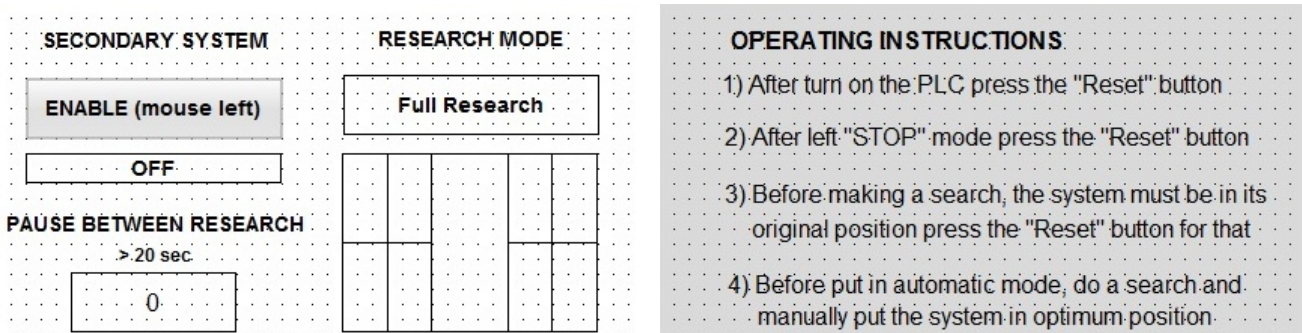 SECONDARY SYSTEM
ENABLE (mouse left)
OFF
PAUSE BETWEEN RESEARCH
> 20 sec
0
RESEARCH MODE
Full Research
OPERATING INSTRUCTIONS
1) After turn on the PLC press the "Reset" button
2) After left "STOP" mode press the "Reset" button
3) Before making a search, the system must be in its
original position press the "Reset" button for that
4) Before put in automatic mode, do a search and
manually put the system in optimum position